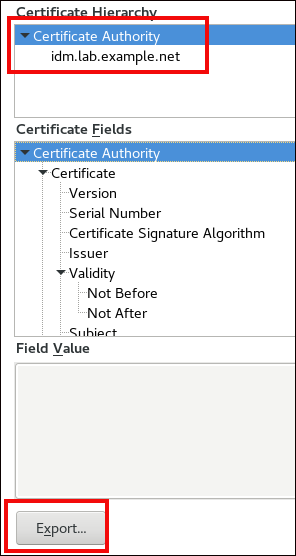 Certificate Hierarchy
Certificate Authority
idm.lab.example.net
Certificate Fields
Certificate Authority
Certificate
Version
Serial Number
Certificate Signature Algorithm
Issuer
Validity
Not Before
Not After
Subject
Field Value
Export...